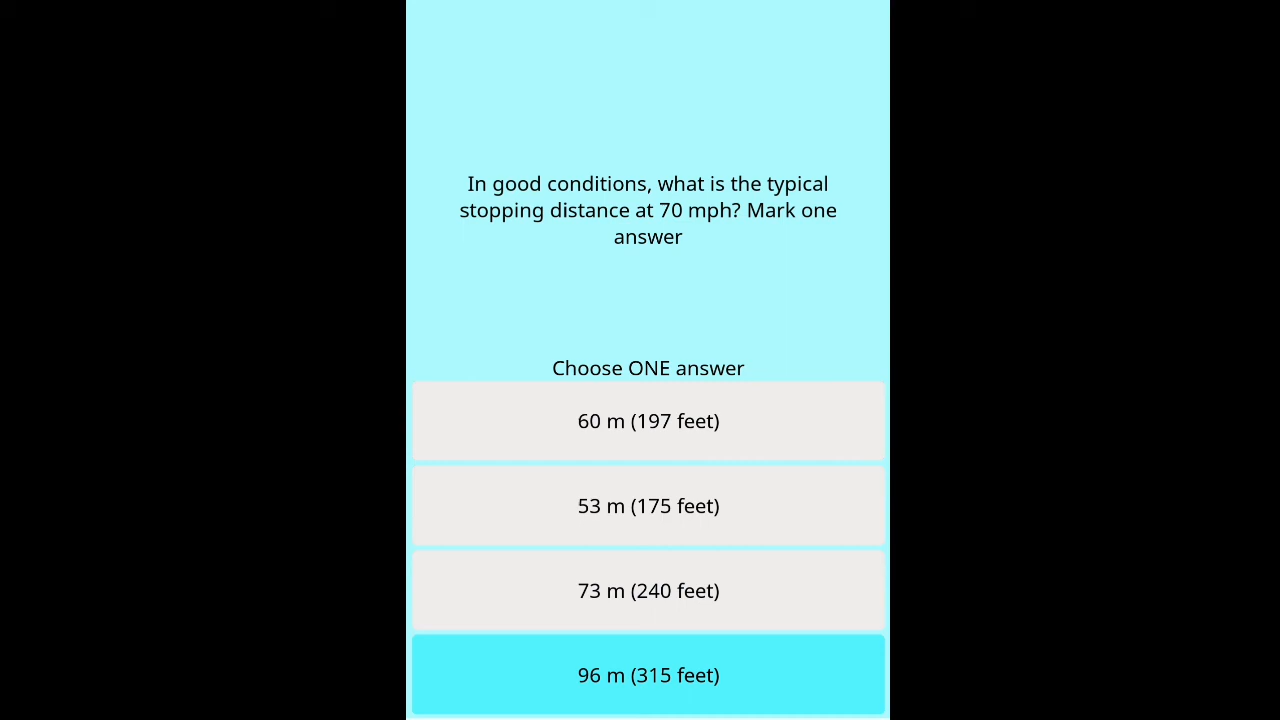 In good conditions, what is the typical
stopping distance at 70 mph? Mark one
answer
Choose ONE answer
60 m (197 feet)
53 m (175 feet)
73 m (240 feet)
96 m (315 feet)